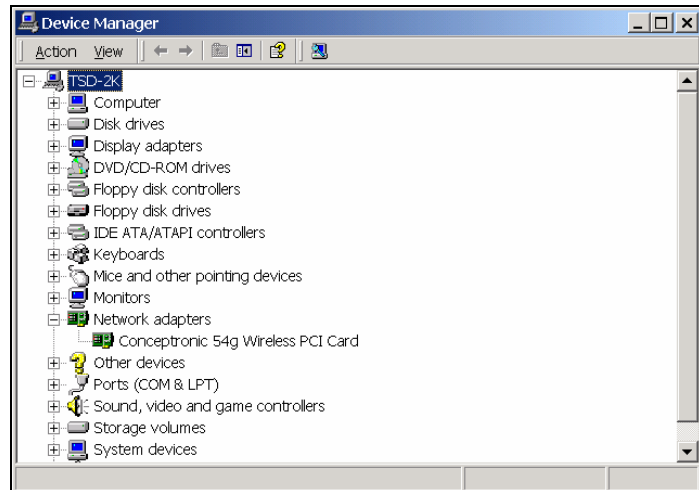 Device Manager
Action View
TSD-2K
Computer
Disk drives
Display adapters
DVD/CD-ROM drives
Floppy disk controllers
Floppy disk drives
IDE ATA/ATAPI controllers
Keyboards
Mice and other pointing devices
Monitors
Network adapters
Conceptronic 54g Wireless PCI Card
Other devices
Ports (COM & LPT)
Sound, video and game controllers
Storage volumes
System devices